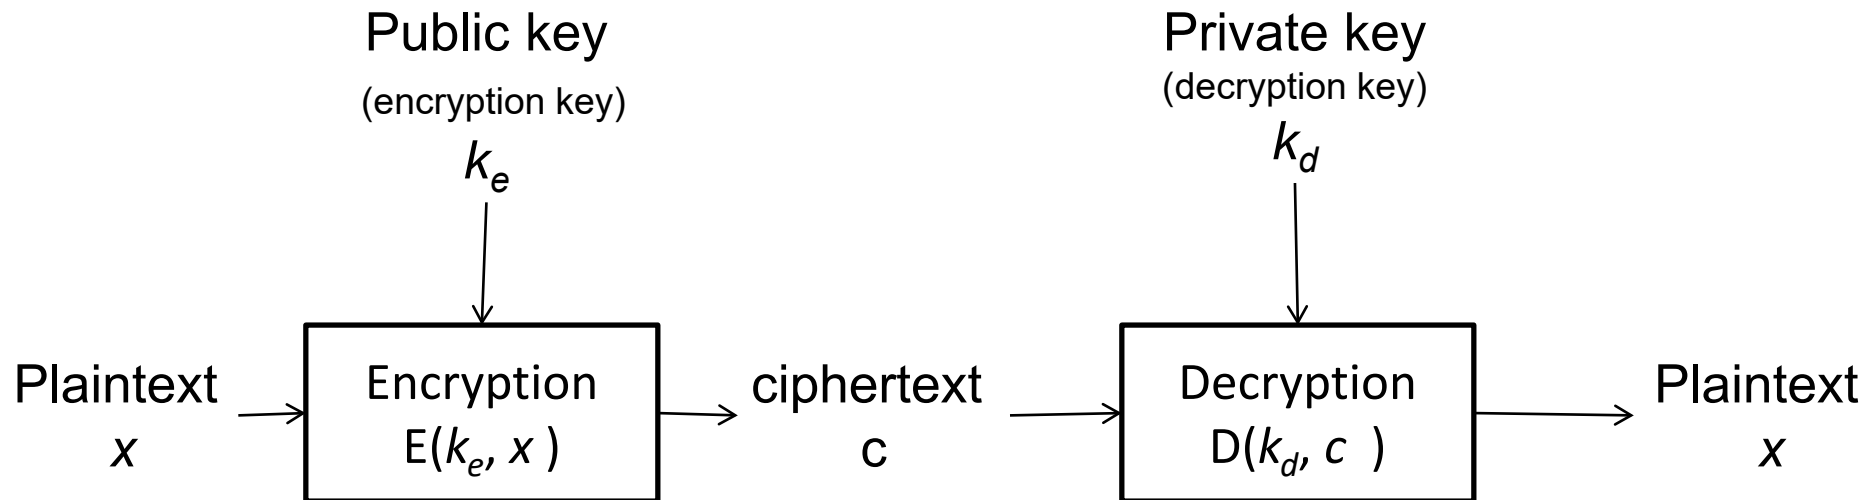 Public key
(encryption key)
k_e
Private key
(decryption key)
k_d
Plaintext
x
Encryption
E(k_e, x )
ciphertext
c
Decryption
D(k_d, c )
Plaintext
x